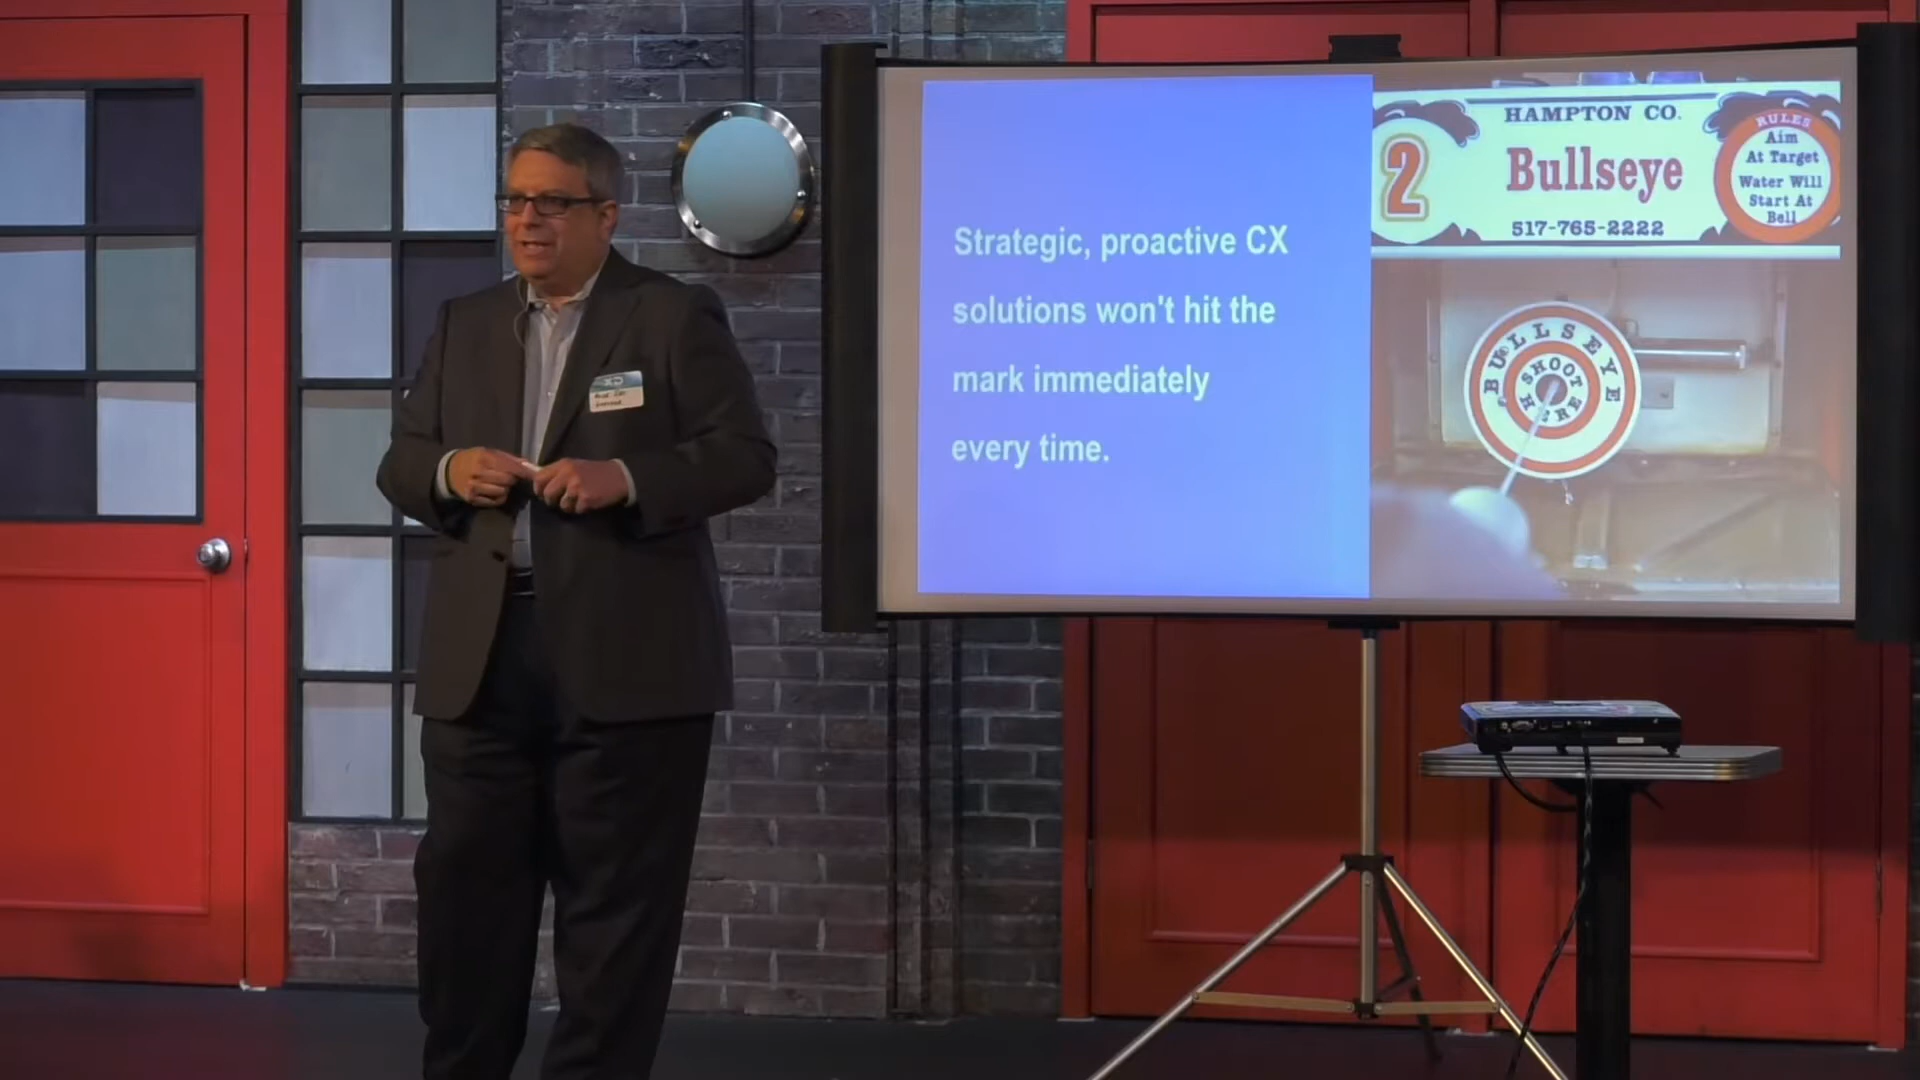 Strategic, proactive CX
solutions won't hit the
mark immediately
every time.
2
HAMPTON CO.
Bullseye
517-765-2222
RULES
Aim
At Target
Water Will
Start At
Bell
BULLSEYE
SHOOT
HERE